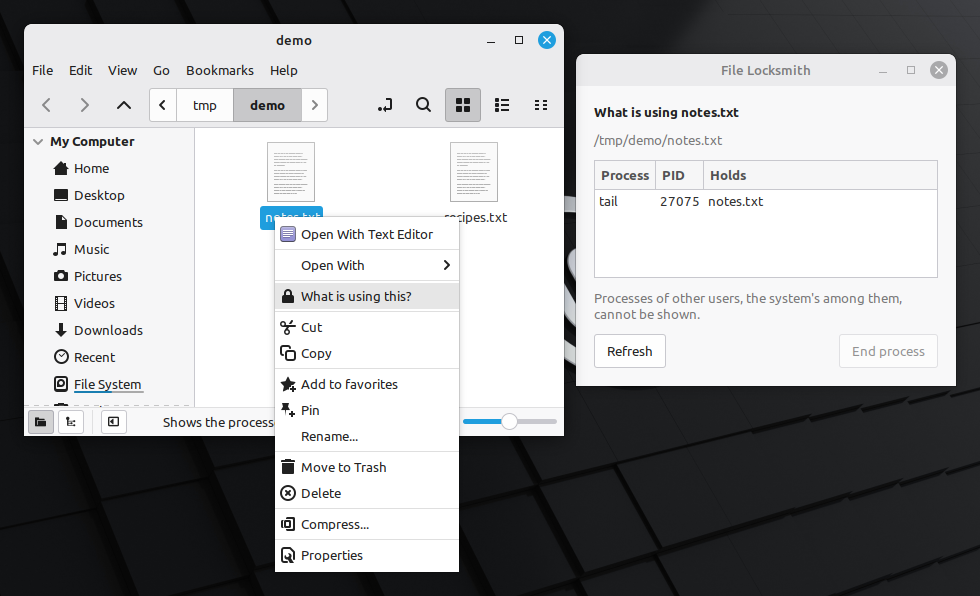 demo
File Edit View Go Bookmarks Help
tmp demo
My Computer
Home
Desktop
Documents
Music
Pictures
Videos
Downloads
Recent
File System
notes.txt
recipes.txt
Shows the process
Open With Text Editor
Open With
What is using this?
Cut
Copy
Add to favorites
Pin
Rename...
Move to Trash
Delete
Compress...
Properties
File Locksmith
What is using notes.txt
/tmp/demo/notes.txt
Process PID Holds
tail 27075 notes.txt
Processes of other users, the system's among them,
cannot be shown.
Refresh End process